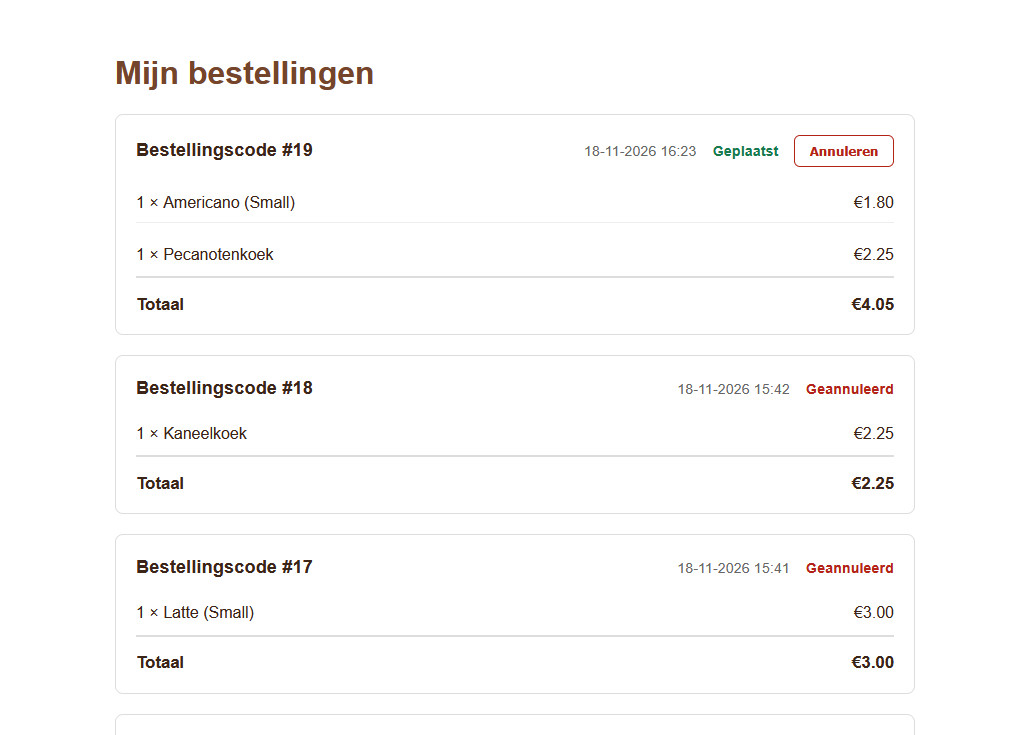 Mijn bestellingen
Bestellingscode #19 18-11-2026 16:23 Geplaatst Annuleren
1 × Americano (Small) €1.80
1 × Pecanotenkoek €2.25
Totaal €4.05
Bestellingscode #18 18-11-2026 15:42 Geannuleerd
1 × Kaneelkoek €2.25
Totaal €2.25
Bestellingscode #17 18-11-2026 15:41 Geannuleerd
1 × Latte (Small) €3.00
Totaal €3.00